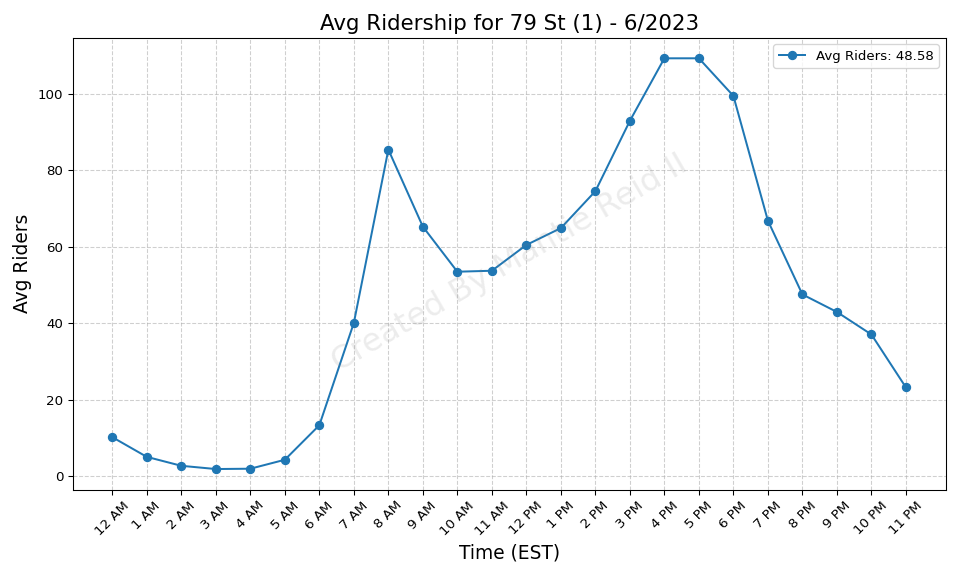 Avg Ridership for 79 St (1) - 6/2023
Avg Riders: 48.58
Avg Riders
100
80
60
40
20
0
Created By Mantie Reid II
12 AM
1 AM
2 AM
3 AM
4 AM
5 AM
6 AM
7 AM
8 AM
9 AM
10 AM
11 AM
12 PM
1 PM
2 PM
3 PM
4 PM
5 PM
6 PM
7 PM
8 PM
9 PM
10 PM
11 PM
Time (EST)